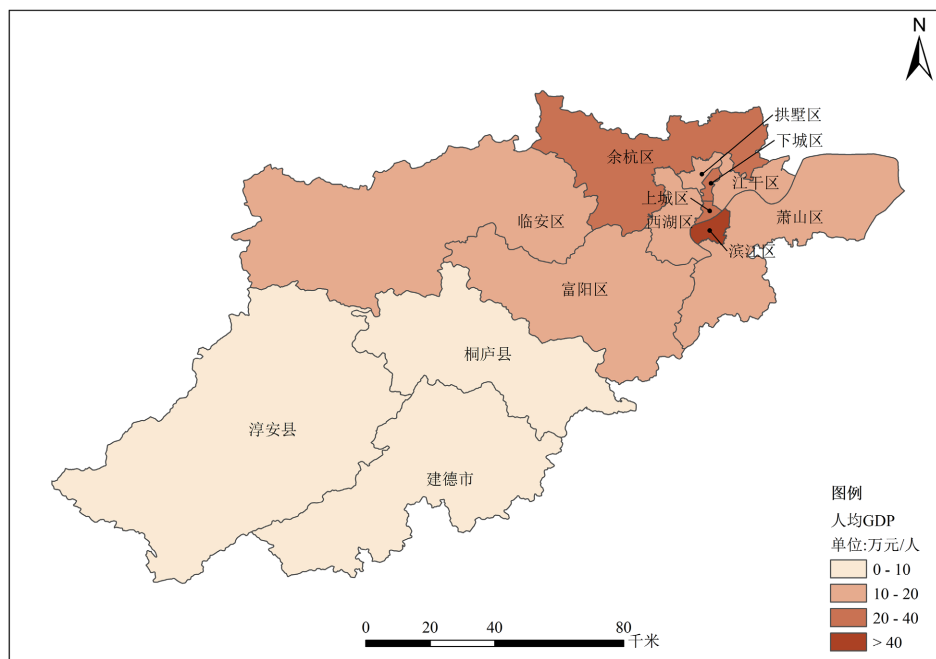 N
拱墅区
下城区
余杭区
江干区
上城区
临安区
西湖区
萧山区
滨江区
富阳区
桐庐县
淳安县
建德市
图例
人均GDP
单位:万元/人
0 - 10
10 - 20
20 - 40
> 40
0 20 40 80
千米